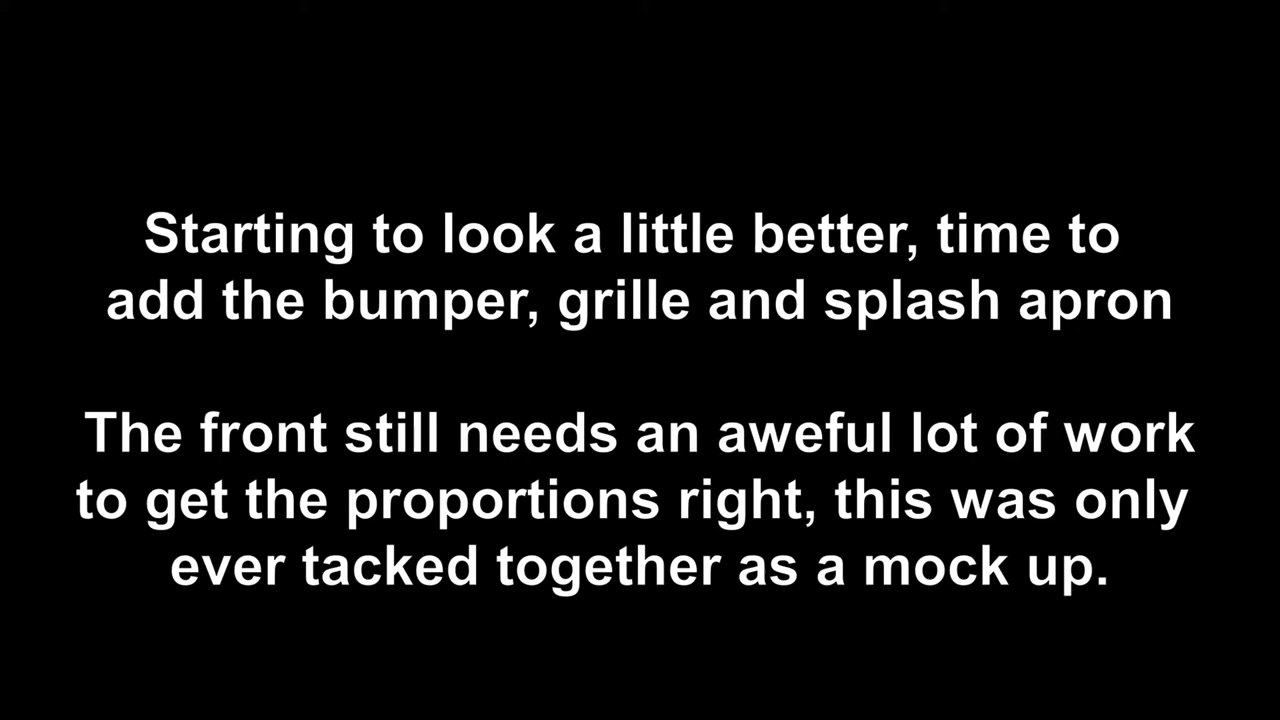 Starting to look a little better, time to
add the bumper, grille and splash apron
The front still needs an aweful lot of work
to get the proportions right, this was only
ever tacked together as a mock up.